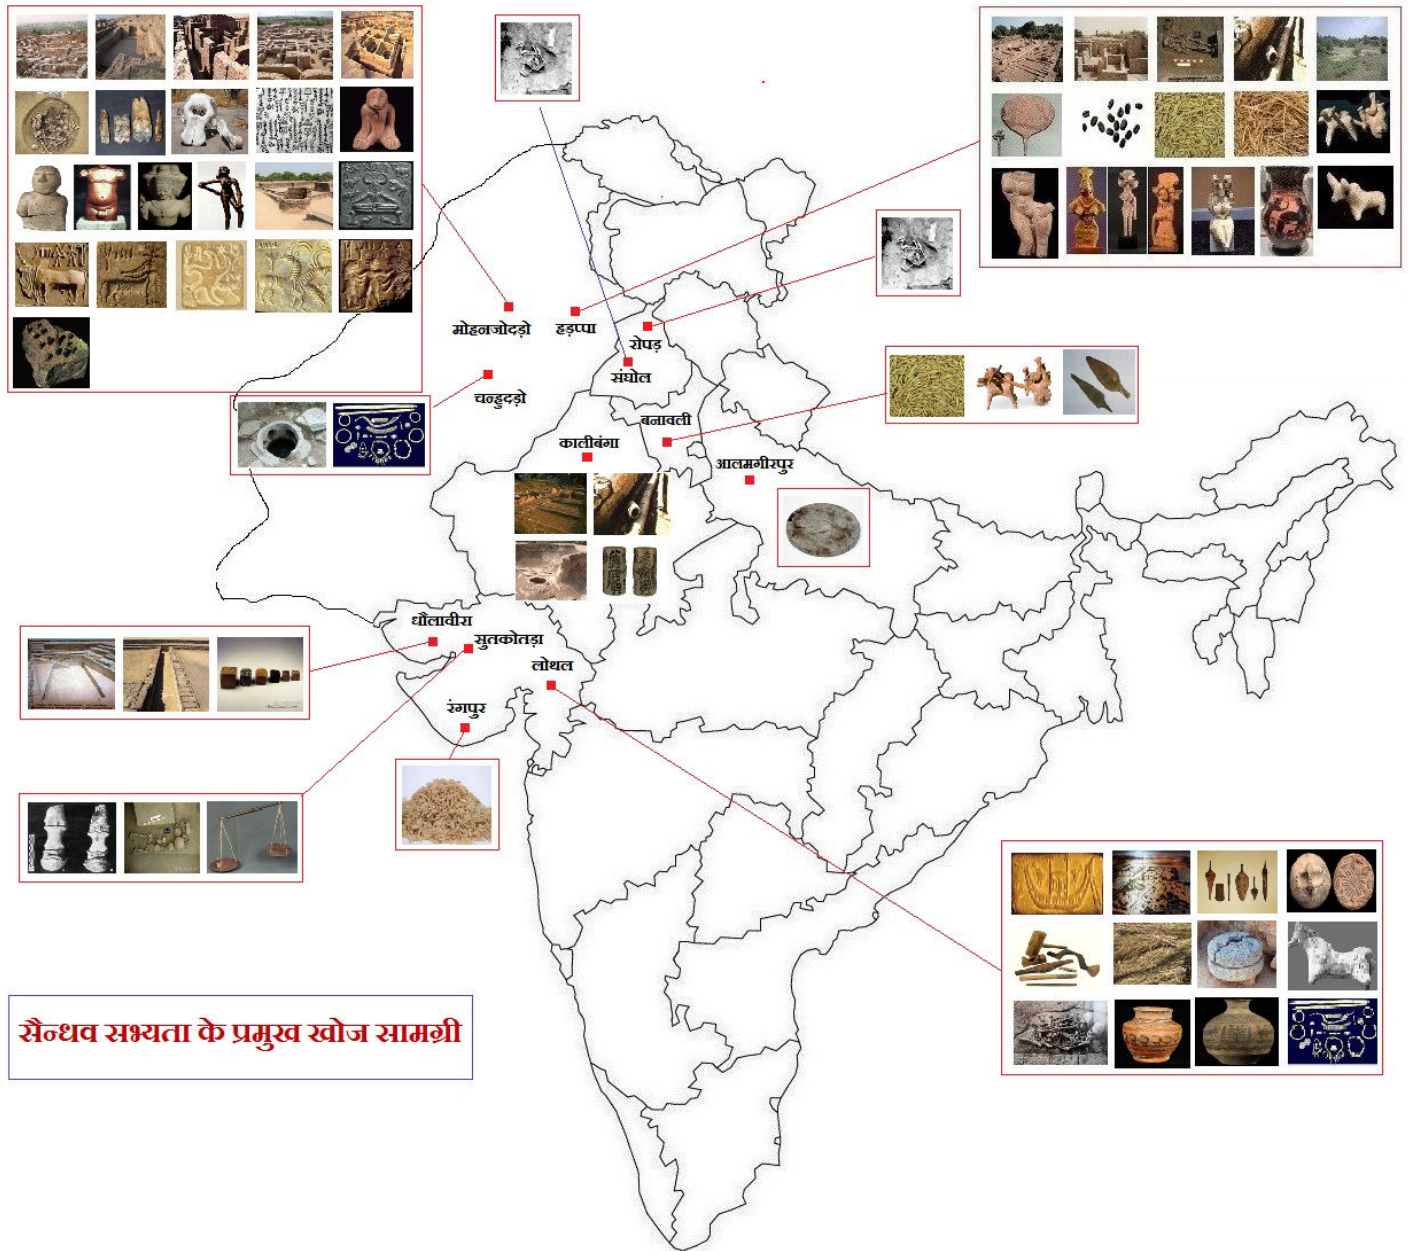 मोहनजोदड़ो
हड़प्पा
रोपड़
संघोल
चन्हुदड़ो
बनावली
कालीबंगा
आलमगीरपुर
धौलावीरा
सुतकोतड़ा
लोथल
रंगपुर
सैन्धव सभ्यता के प्रमुख खोज सामग्री